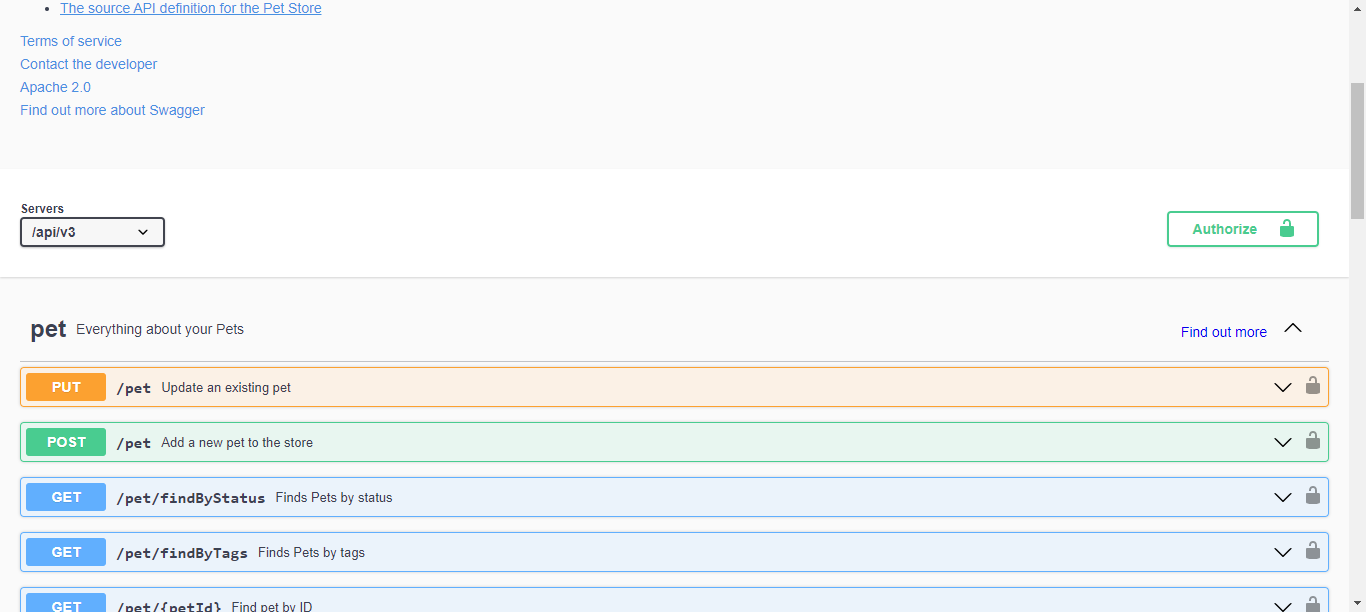 The source API definition for the Pet Store
Terms of service
Contact the developer
Apache 2.0
Find out more about Swagger
Servers
/api/v3
Authorize
pet Everything about your Pets
Find out more
PUT /pet Update an existing pet
POST /pet Add a new pet to the store
GET /pet/findByStatus Finds Pets by status
GET /pet/findByTags Finds Pets by tags
GET /pet/{petId} Find pet by ID